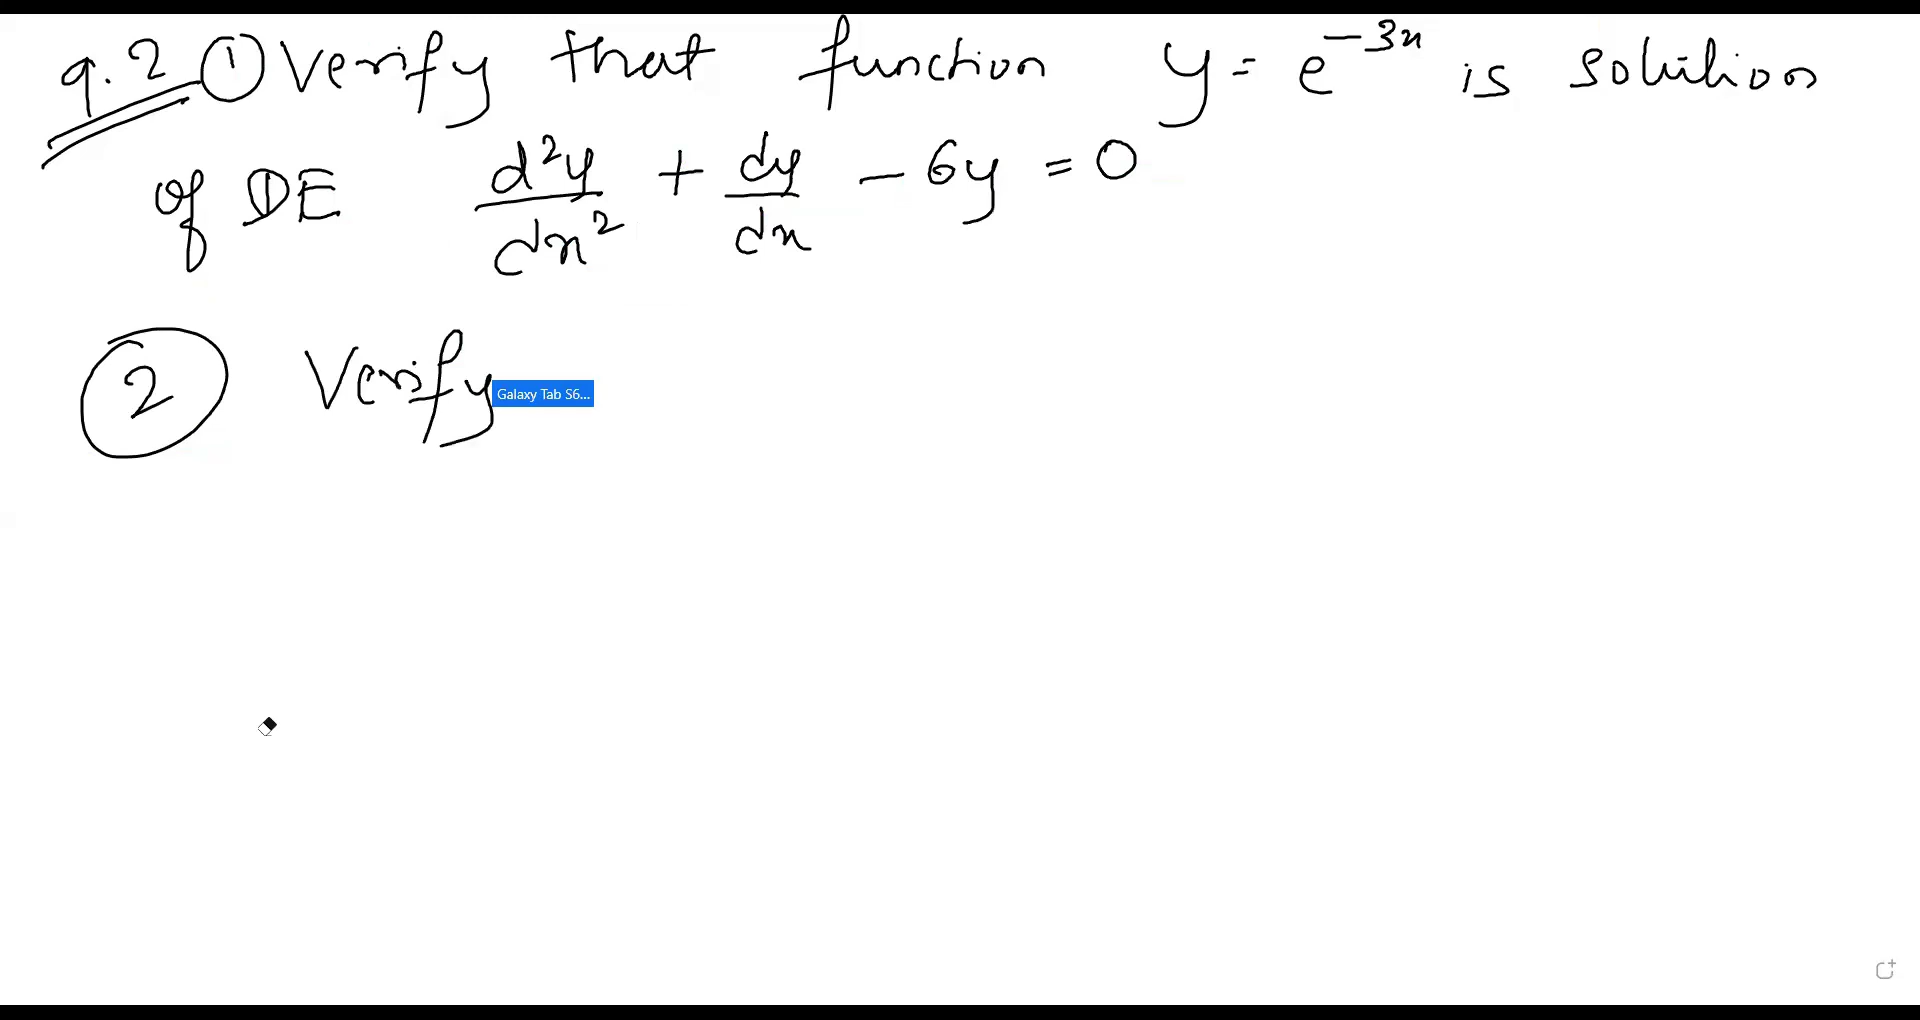 9.2 ① Verify that function y = e^{-3x} is solution
of DE d²y/dx² + dy/dx - 6y = 0
② Verify
Galaxy Tab S6...